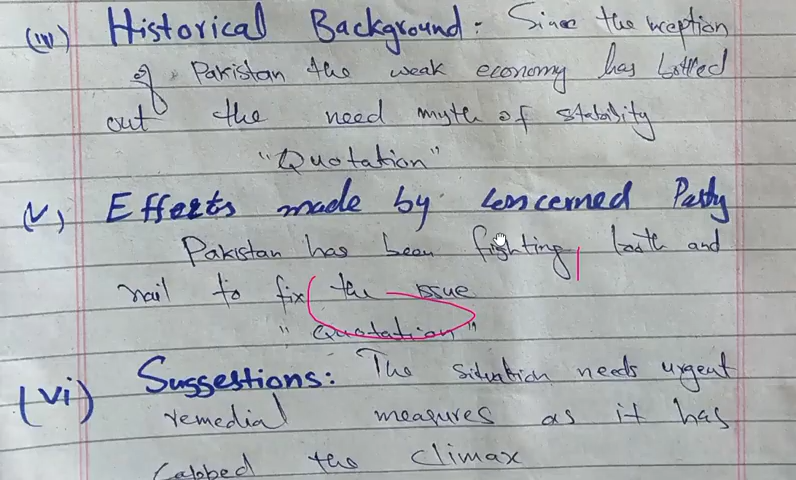 (iv) Historical Background: Since the inception
of Pakistan the weak economy has bottled
out the need myth of stability
"Quotation"
(v) Efforts made by concerned Party
Pakistan has been fighting tooth and
nail to fix the issue
"Quotation"
(vi) Suggestions: The situation needs urgent
remedial measures as it has
the climax